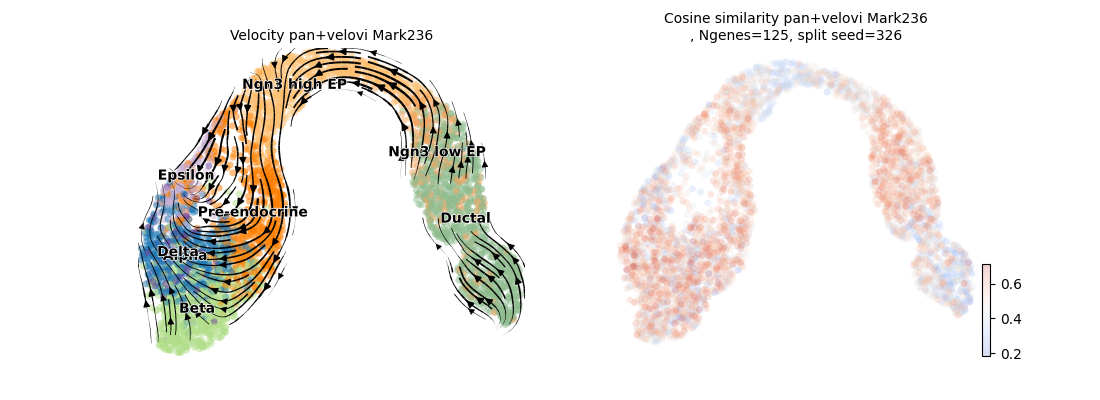 Velocity pan+velovi Mark236
Ngn3 high EP
Ngn3 low EP
Epsilon
Pre-endocrine
Ductal
Delta
Alpha
Beta
Cosine similarity pan+velovi Mark236
, Ngenes=125, split seed=326
0.6
0.4
0.2